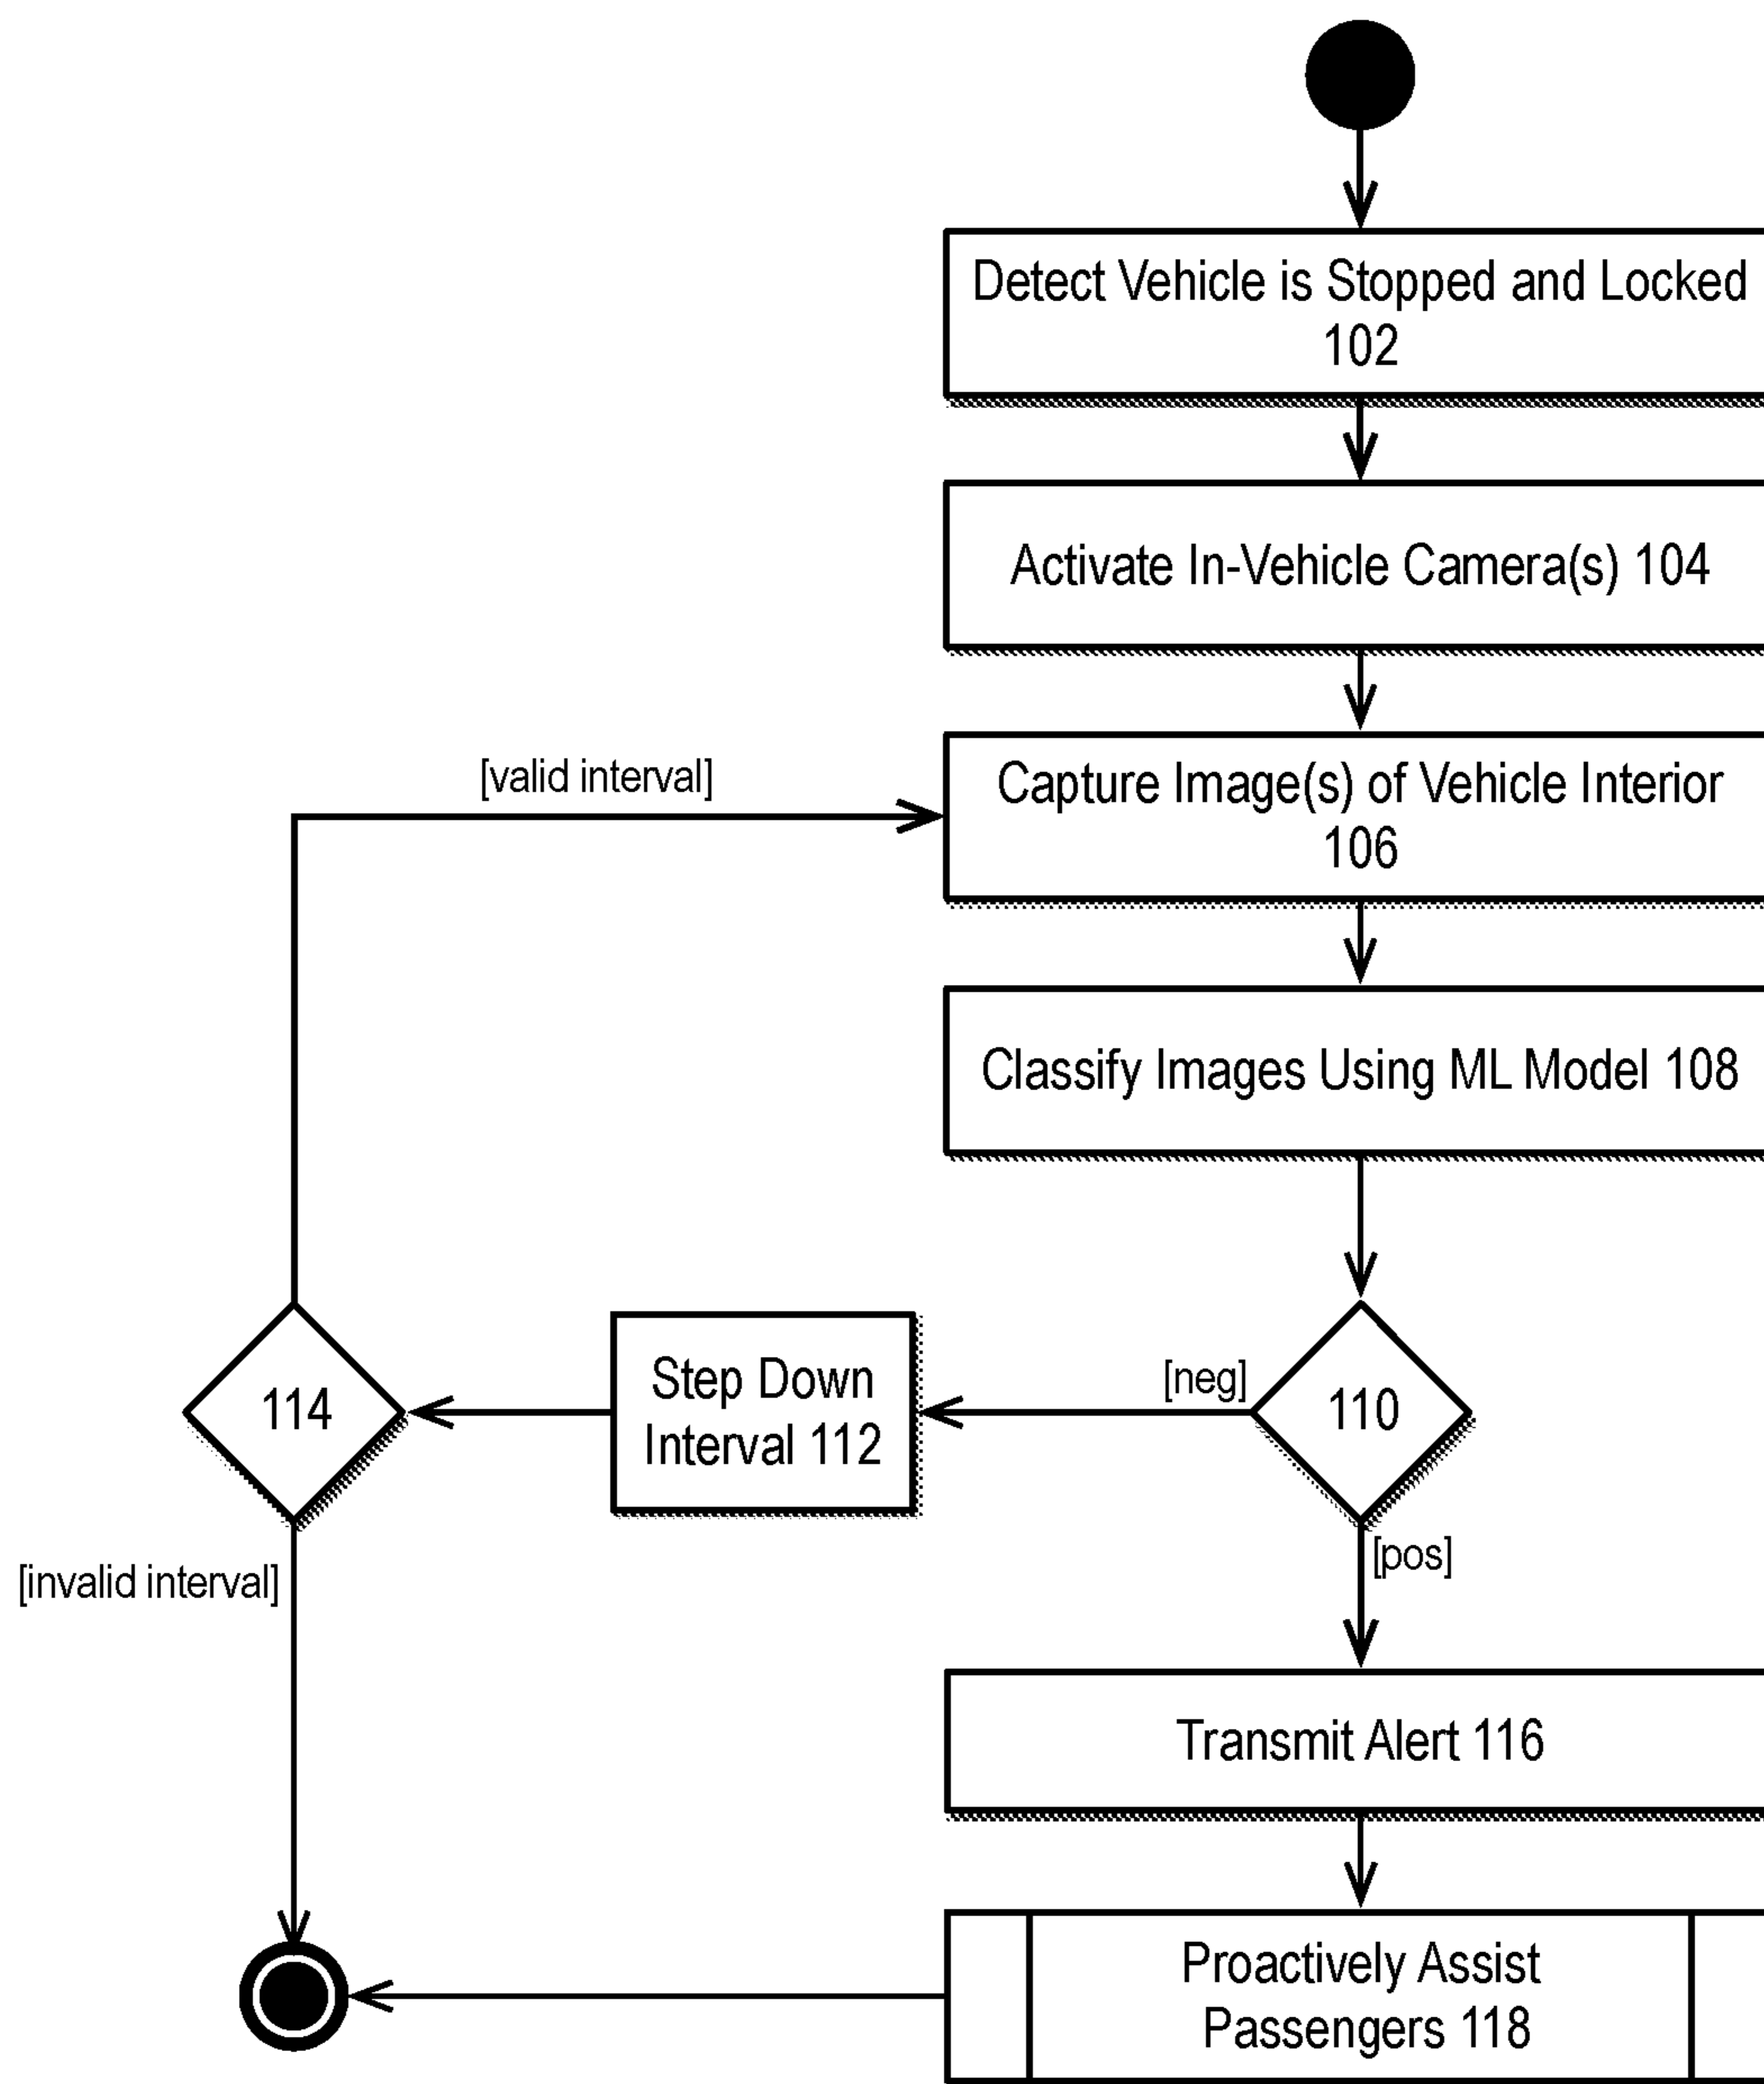 Detect Vehicle is Stopped and Locked
102
Activate In-Vehicle Camera(s) 104
[valid interval]
Capture Image(s) of Vehicle Interior
106
Classify Images Using ML Model 108
114
Step Down
Interval 112
[neg]
110
[pos]
[invalid interval]
Transmit Alert 116
Proactively Assist
Passengers 118